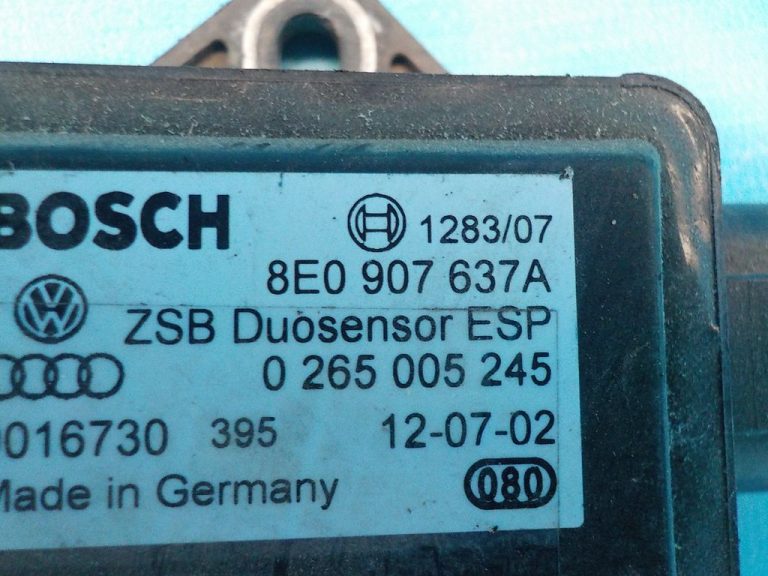 BOSCH 1283/07
8E0 907 637A
ZSB Duosensor ESP
0 265 005 245
0016730 395 12-07-02
Made in Germany 080